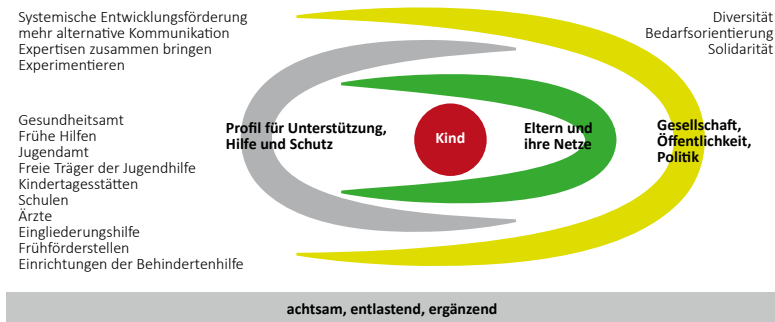 Systemische Entwicklungsförderung
mehr alternative Kommunikation
Expertisen zusammen bringen
Experimentieren
Diversität
Bedarfsorientierung
Solidarität
Gesundheitsamt
Frühe Hilfen
Jugendamt
Freie Träger der Jugendhilfe
Kindertagesstätten
Schulen
Ärzte
Eingliederungshilfe
Frühförderstellen
Einrichtungen der Behindertenhilfe
Profil für Unterstützung,
Hilfe und Schutz
Kind
Eltern und
ihre Netze
Gesellschaft,
Öffentlichkeit,
Politik
achtsam, entlastend, ergänzend